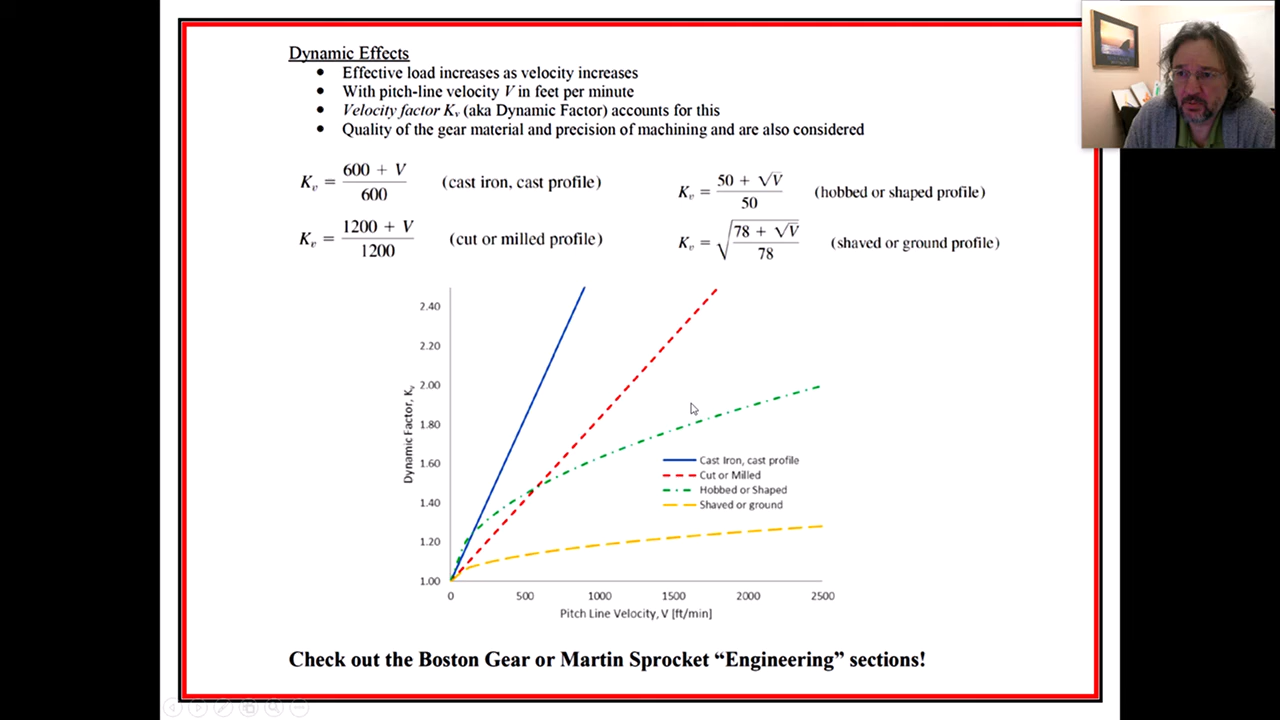 Dynamic Effects
• Effective load increases as velocity increases
• With pitch-line velocity V in feet per minute
• Velocity factor Kv (aka Dynamic Factor) accounts for this
• Quality of the gear material and precision of machining and are also considered
Kv = (600 + V) / 600 (cast iron, cast profile)
Kv = (1200 + V) / 1200 (cut or milled profile)
Kv = (50 + √V) / 50 (hobbed or shaped profile)
Kv = √((78 + √V) / 78) (shaved or ground profile)
Dynamic Factor, Kv
2.40
2.20
2.00
1.80
1.60
1.40
1.20
1.00
Cast Iron, cast profile
Cut or Milled
Hobbed or Shaped
Shaved or ground
0 500 1000 1500 2000 2500
Pitch Line Velocity, V [ft/min]
Check out the Boston Gear or Martin Sprocket “Engineering” sections!